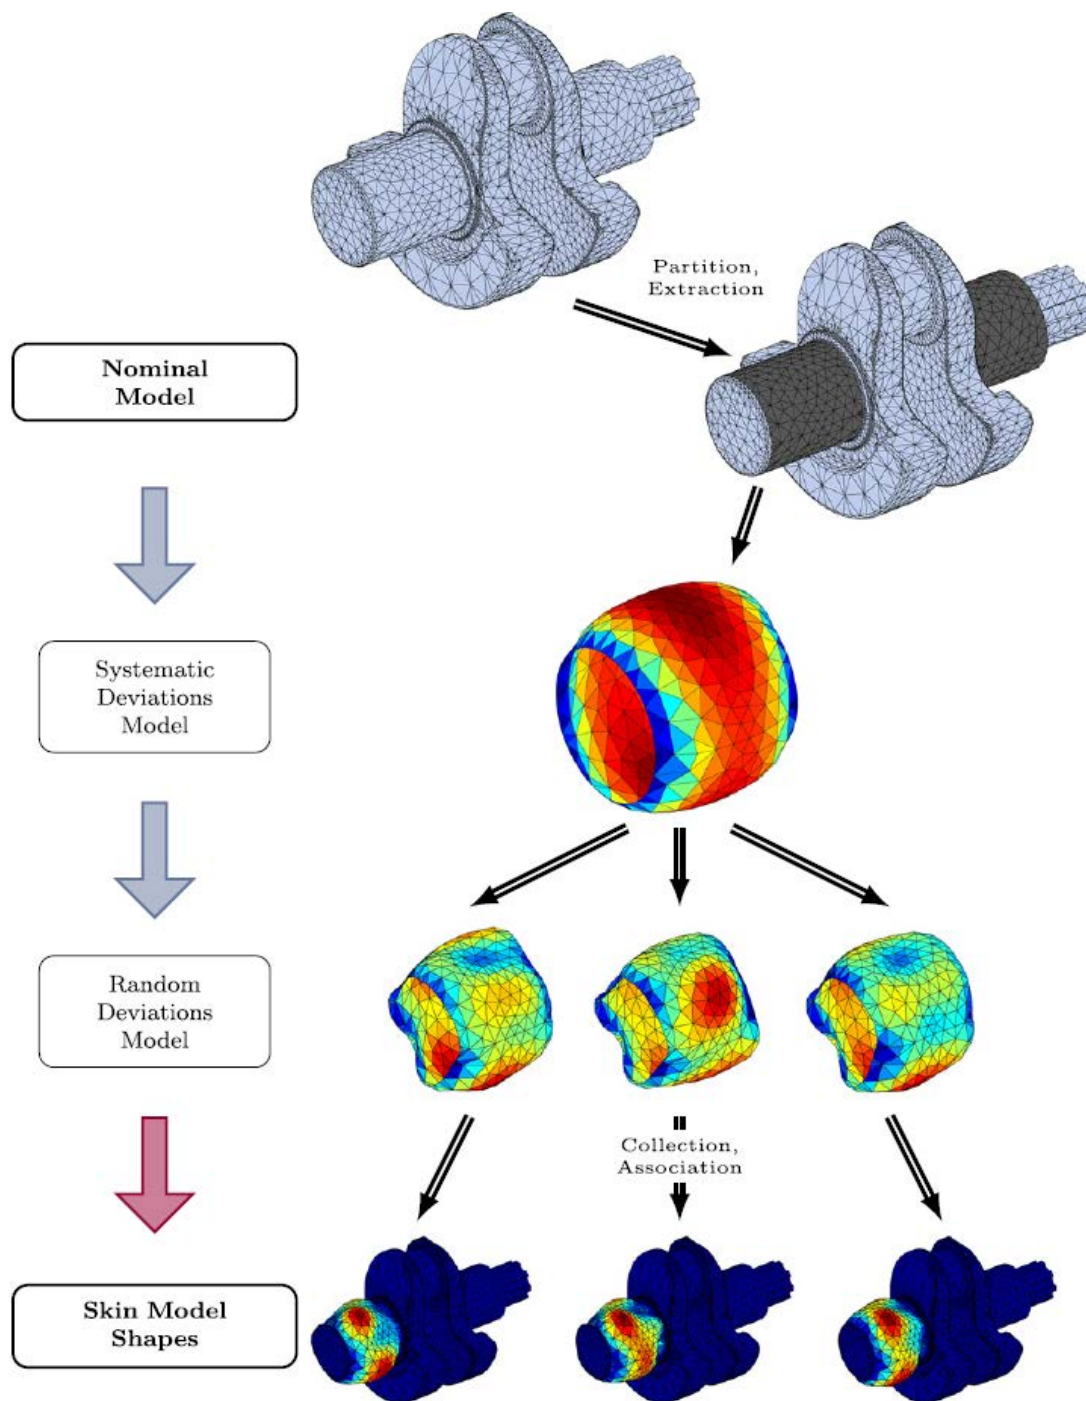 Partition,
Extraction
Nominal
Model
Systematic
Deviations
Model
Random
Deviations
Model
Collection,
Association
Skin Model
Shapes